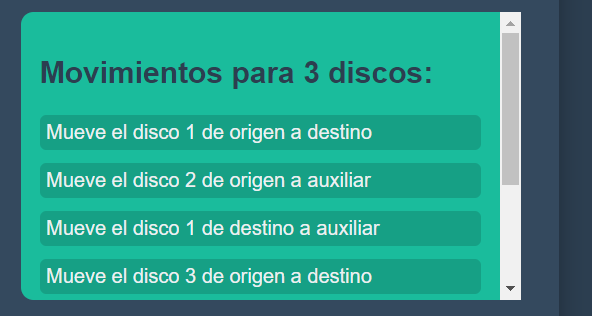 Movimientos para 3 discos:
Mueve el disco 1 de origen a destino
Mueve el disco 2 de origen a auxiliar
Mueve el disco 1 de destino a auxiliar
Mueve el disco 3 de origen a destino